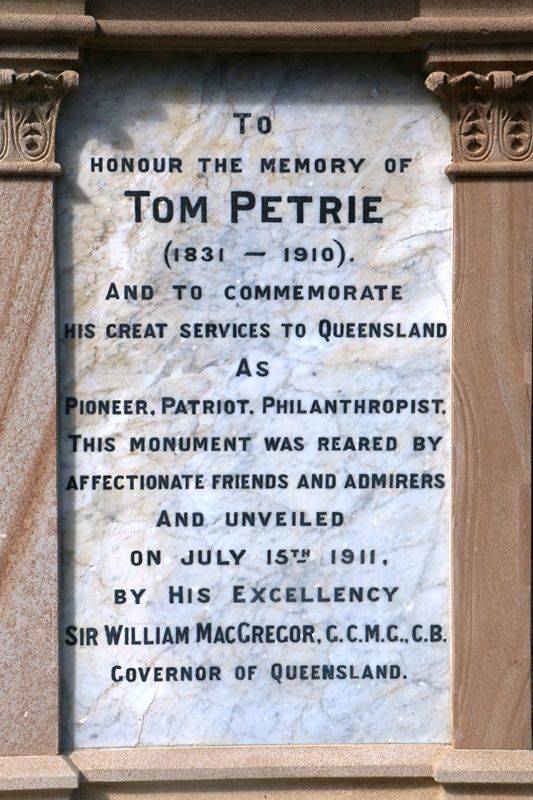 TO
HONOUR THE MEMORY OF
TOM PETRIE
(1831 — 1910).
AND TO COMMEMORATE
HIS GREAT SERVICES TO QUEENSLAND
AS
PIONEER, PATRIOT. PHILANTHROPIST,
THIS MONUMENT WAS REARED BY
AFFECTIONATE FRIENDS AND ADMIRERS
AND UNVEILED
ON JULY 15TH 1911,
BY HIS EXCELLENCY
SIR WILLIAM MACGREGOR, G.C.M.G., C.B.
GOVERNOR OF QUEENSLAND.